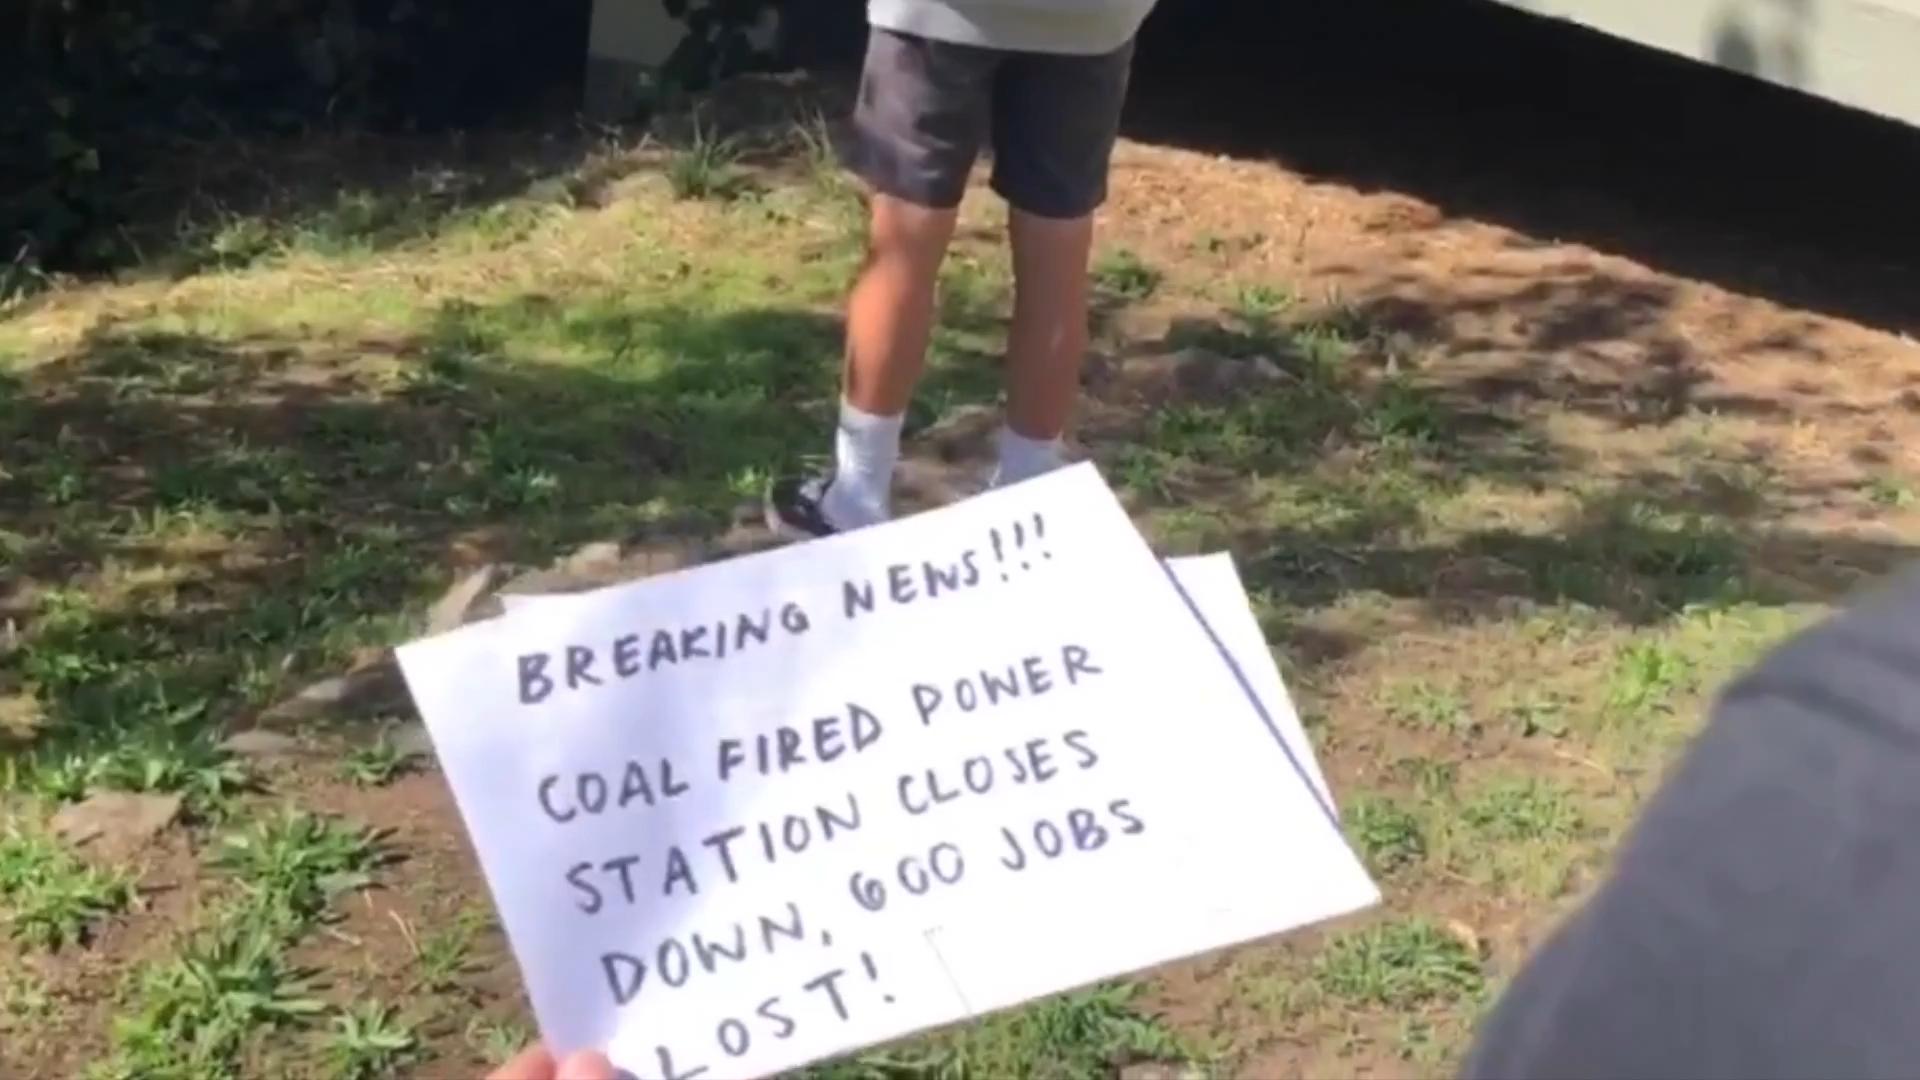 BREAKING NEWS!!!
COAL FIRED POWER
STATION CLOSES
DOWN, 600 JOBS
LOST!